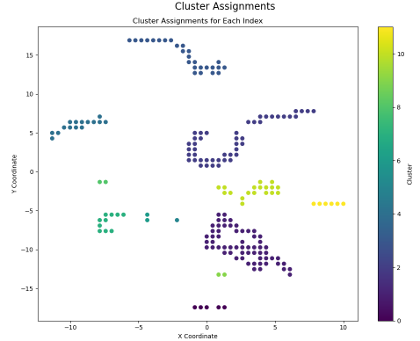 Cluster Assignments
Cluster Assignments for Each Index
15
10
5
0
−5
−10
−15
Y Coordinate
−10 −5 0 5 10
X Coordinate
10
8
6
4
2
0
Cluster